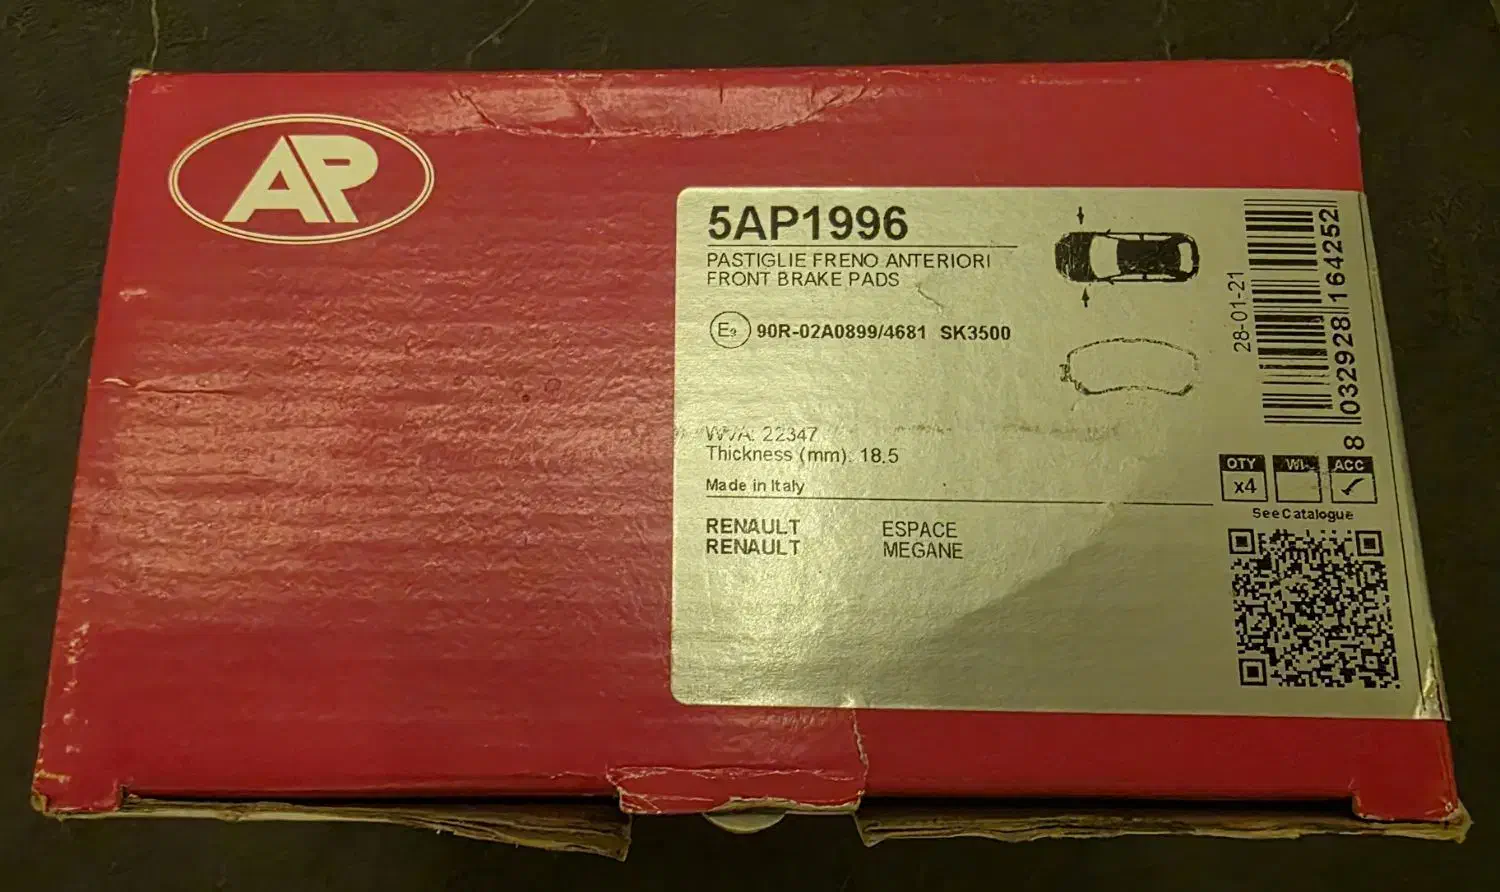 AP
5AP1996
PASTIGLIE FRENO ANTERIORI
FRONT BRAKE PADS
E9 90R-02A0899/4681 SK3500
WVA: 22347
Thickness (mm): 18.5
Made in Italy
RENAULT ESPACE
RENAULT MEGANE
28-01-21
8 032928 164252
QTY WI- ACC
x4
See Catalogue